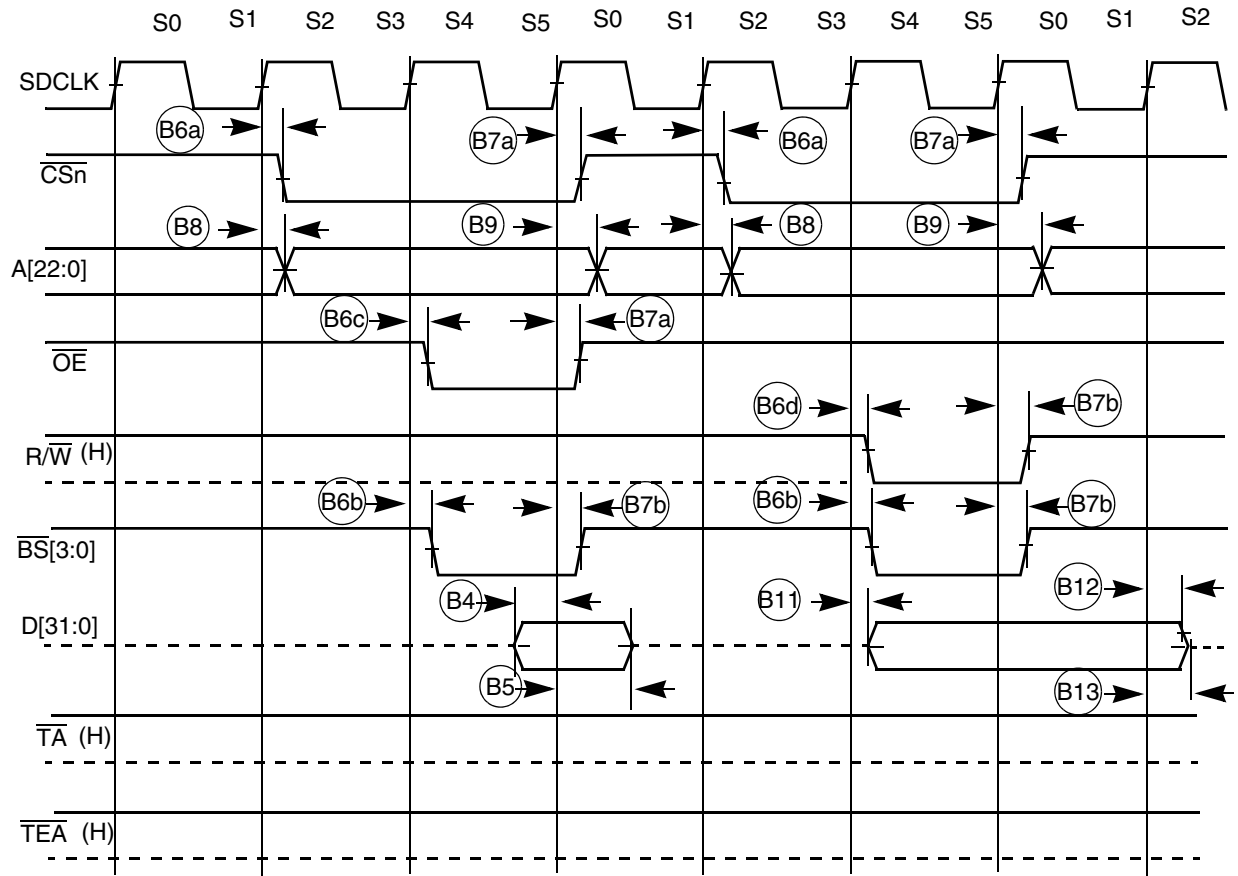 S0 S1 S2 S3 S4 S5 S0 S1 S2 S3 S4 S5 S0 S1 S2
SDCLK
B6a B7a B6a B7a
CSn
B8 B9 B8 B9
A[22:0]
B6c B7a
OE
B6d B7b
R/W (H)
B6b B7b B6b B7b
BS[3:0]
B4 B11 B12
D[31:0]
B5 B13
TA (H)
TEA (H)